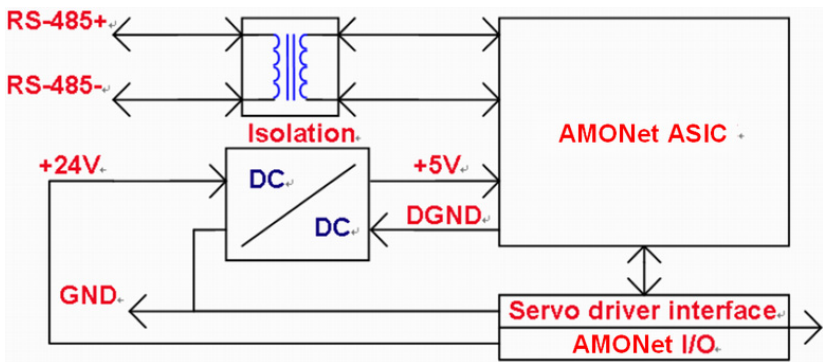 RS-485+
RS-485-
Isolation
AMONet ASIC
+24V
DC
DC
+5V
DGND
GND
Servo driver interface
AMONet I/O